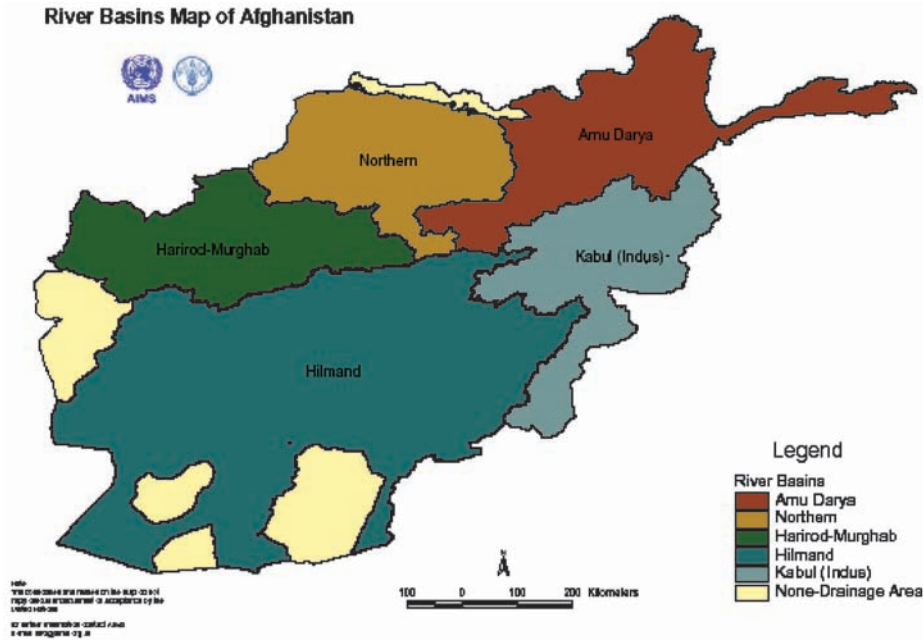 River Basins Map of Afghanistan
AIMS
Amu Darya
Northern
Harirod-Murghab
Kabul (Indus)-
Hilmand
Legend
River Basins
Amu Darya
Northern
Harirod-Murghab
Hilmand
Kabul (Indus)
None-Drainage Area
N
100 0 100 200 Kilometers